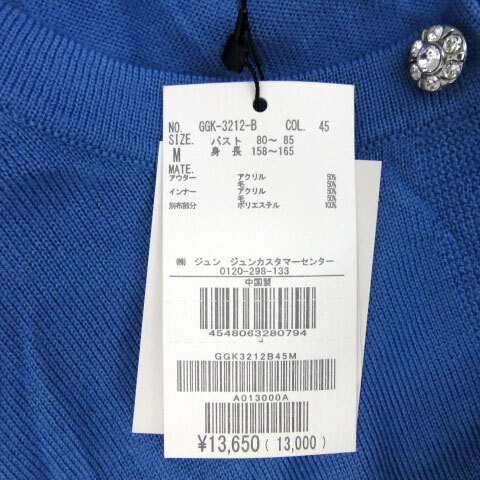 NO. GGK-3212-B COL. 45
SIZE. バスト 80～ 85
M 身 長 158～165
MATE.
アウター アクリル 50%
毛 50%
インナー アクリル 50%
毛 50%
別布部分 ポリエステル 100%
㈱ ジュン ジュンカスタマーセンター
0120-298-133
中国製
4548063280794
GGK3212B45M
A013000A
¥13,650 ( 13,000 )